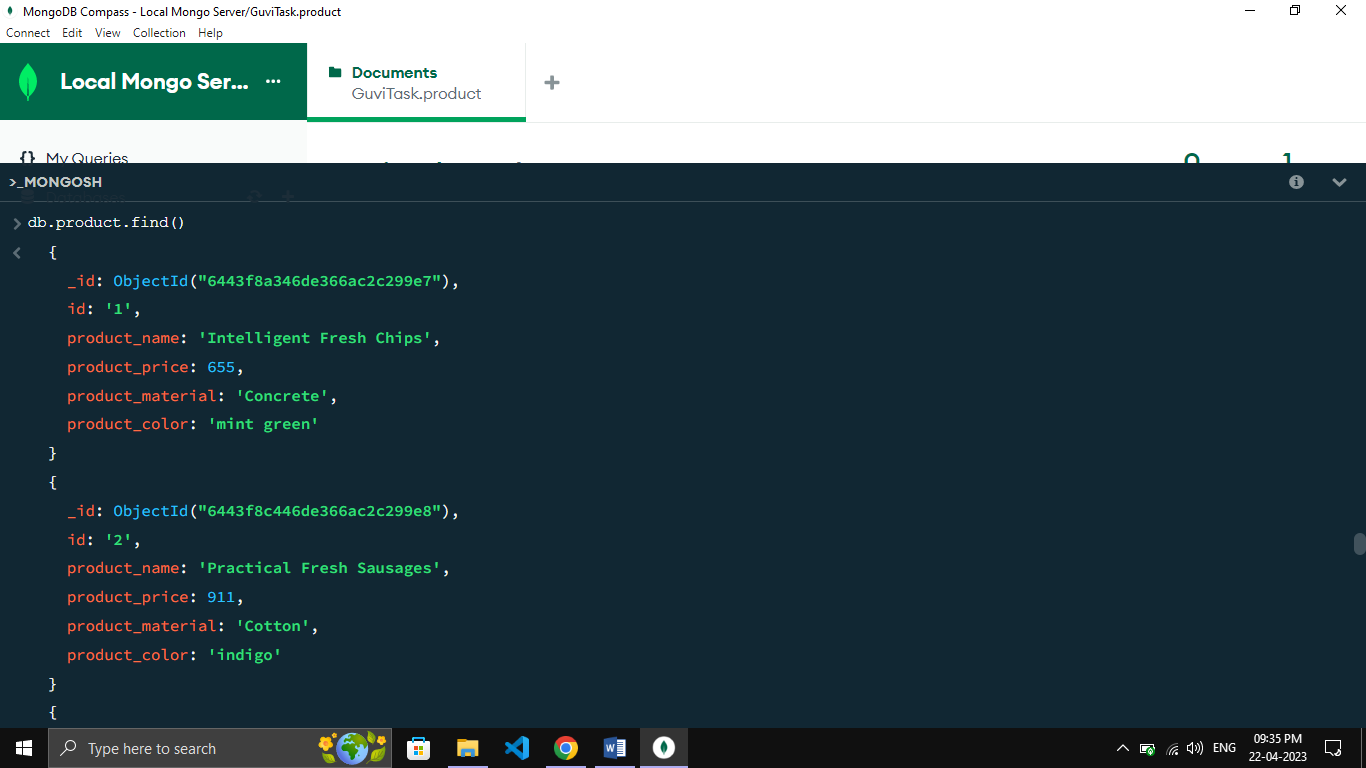 MongoDB Compass - Local Mongo Server/GuviTask.product
Connect Edit View Collection Help
Local Mongo Ser... ...
Documents
GuviTask.product
{} My Queries
>_MONGOSH
> db.product.find()
< {
_id: ObjectId("6443f8a346de366ac2c299e7"),
id: '1',
product_name: 'Intelligent Fresh Chips',
product_price: 655,
product_material: 'Concrete',
product_color: 'mint green'
}
{
_id: ObjectId("6443f8c446de366ac2c299e8"),
id: '2',
product_name: 'Practical Fresh Sausages',
product_price: 911,
product_material: 'Cotton',
product_color: 'indigo'
}
{
Type here to search
ENG
09:35 PM
22-04-2023